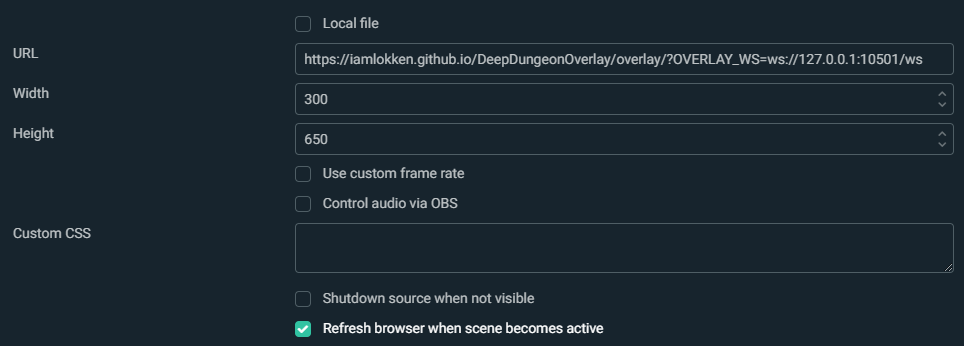 Local file
URL
https://iamlokken.github.io/DeepDungeonOverlay/overlay/?OVERLAY_WS=ws://127.0.0.1:10501/ws
Width
300
Height
650
Use custom frame rate
Control audio via OBS
Custom CSS
Shutdown source when not visible
Refresh browser when scene becomes active